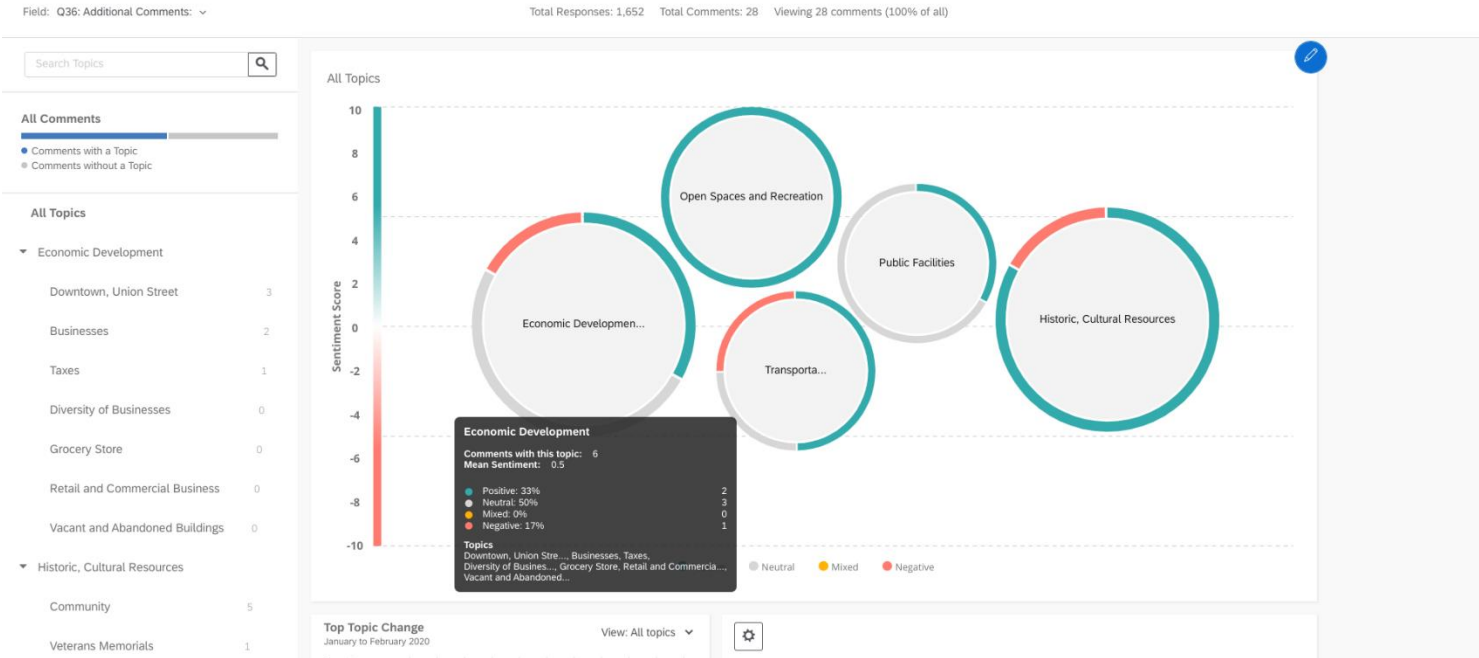 Field: Q36: Additional Comments:
Total Responses: 1,652 Total Comments: 28 Viewing 28 comments (100% of all)
Search Topics
All Comments
Comments with a Topic
Comments without a Topic
All Topics
Economic Development
Downtown, Union Street 3
Businesses 2
Taxes 1
Diversity of Businesses 0
Grocery Store 0
Retail and Commercial Business 0
Vacant and Abandoned Buildings 0
Historic, Cultural Resources
Community 5
Veterans Memorials 1
All Topics
Sentiment Score
10
8
6
4
2
0
-2
-4
-6
-8
-10
Open Spaces and Recreation
Public Facilities
Economic Developmen...
Historic, Cultural Resources
Transporta...
Economic Development
Comments with this topic: 6
Mean Sentiment: 0.5
Positive: 33% 2
Neutral: 50% 3
Mixed: 0% 0
Negative: 17% 1
Topics
Downtown, Union Stre..., Businesses, Taxes,
Diversity of Busines..., Grocery Store, Retail and Commercia...,
Vacant and Abandoned...
Neutral Mixed Negative
Top Topic Change
January to February 2020
View: All topics